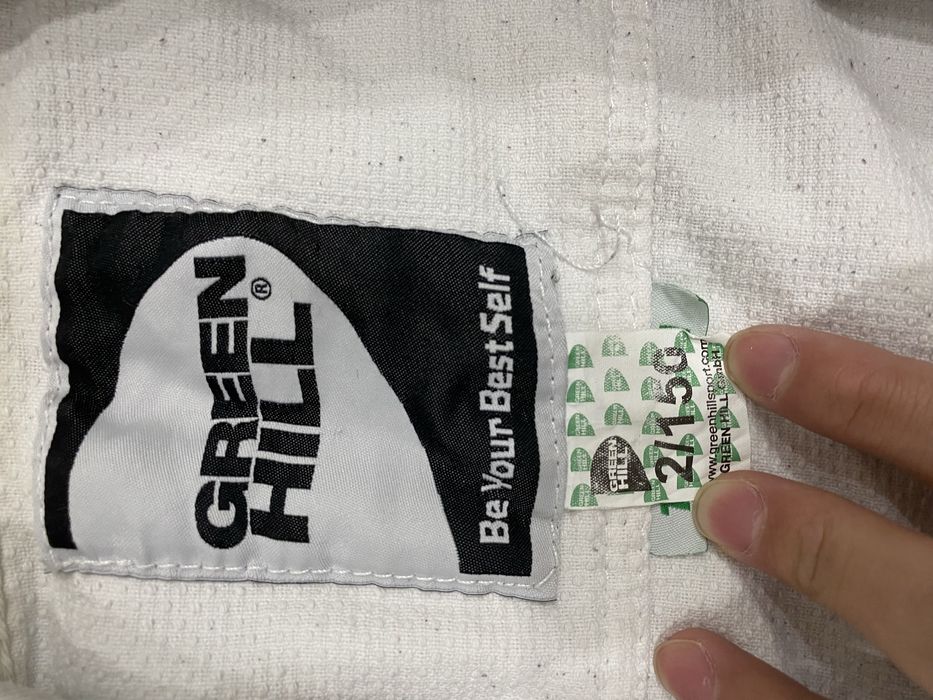 GREEN
HILL®
Be Your Best Self
GREEN
HILL
2/150
www.greenhillsport.com
GREEN HILL GmbH